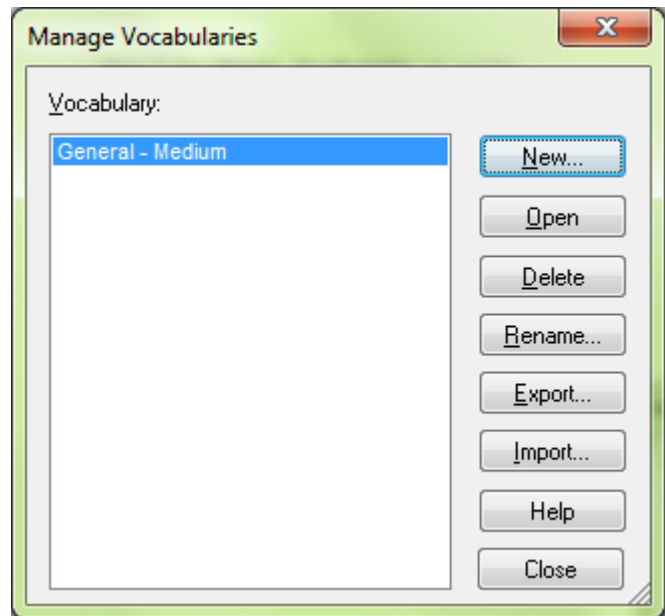 Manage Vocabularies
Vocabulary:
General - Medium
New...
Open
Delete
Rename...
Export...
Import...
Help
Close